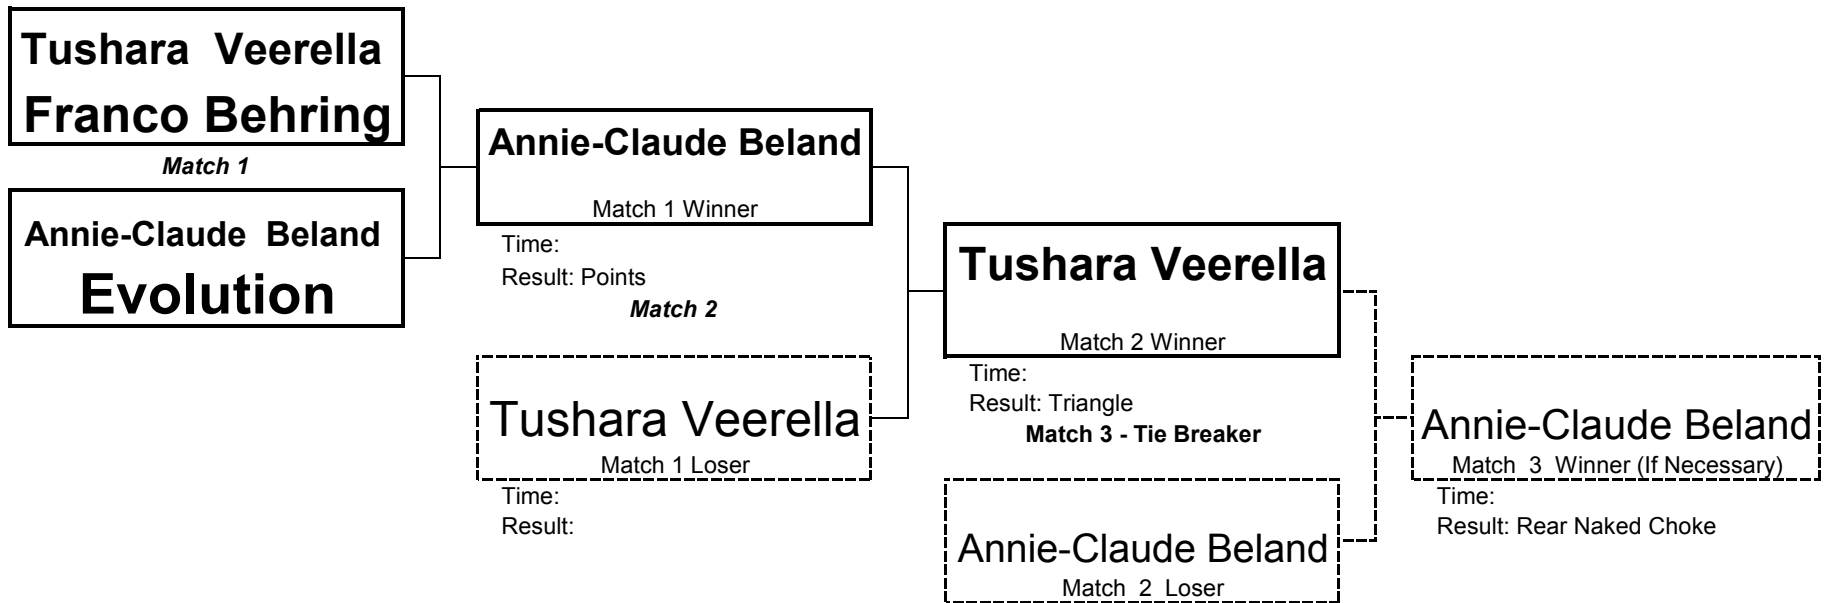 Tushara Veerella
Franco Behring
Match 1
Annie-Claude Beland
Evolution
Annie-Claude Beland
Match 1 Winner
Time:
Result: Points
Match 2
Tushara Veerella
Match 1 Loser
Time:
Result:
Tushara Veerella
Match 2 Winner
Time:
Result: Triangle
Match 3 - Tie Breaker
Annie-Claude Beland
Match 2 Loser
Annie-Claude Beland
Match 3 Winner (If Necessary)
Time:
Result: Rear Naked Choke